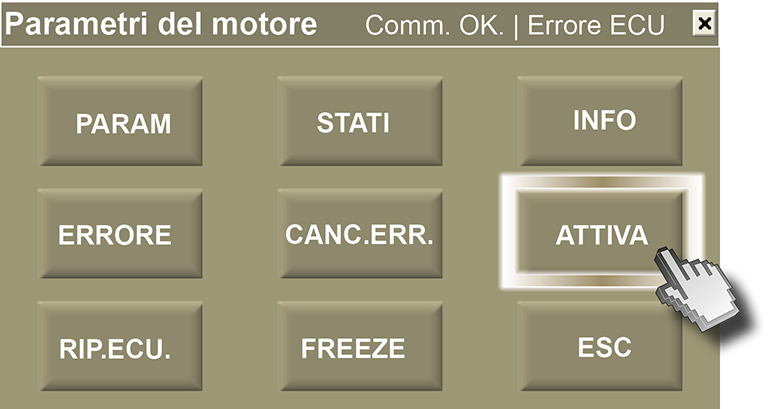 Parametri del motore Comm. OK. | Errore ECU
PARAM STATI INFO
ERRORE CANC.ERR. ATTIVA
RIP.ECU. FREEZE ESC